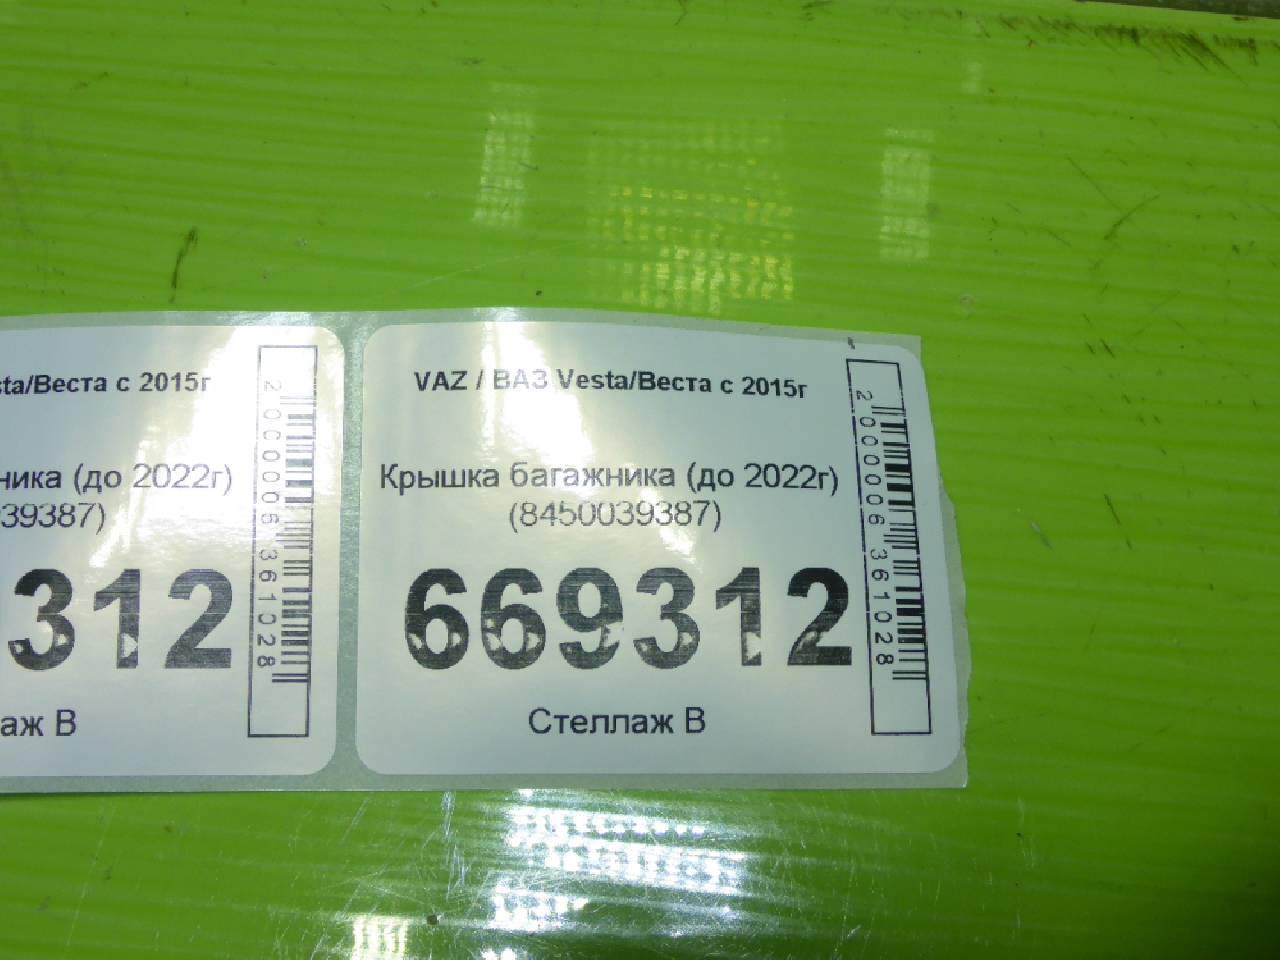 sta/Веста с 2015г
ника (до 2022г)
39387)
312
аж В
2000006361028
VAZ / ВАЗ Vesta/Веста с 2015г
Крышка багажника (до 2022г)
(8450039387)
669312
Стеллаж В
2000006361028